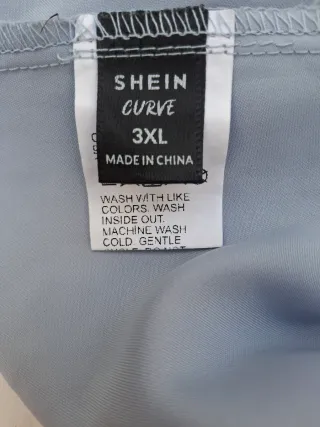 SHEIN
CURVE
3XL
MADE IN CHINA
WASH WITH LIKE
COLORS. WASH
INSIDE OUT.
MACHINE WASH
COLD. GENTLE